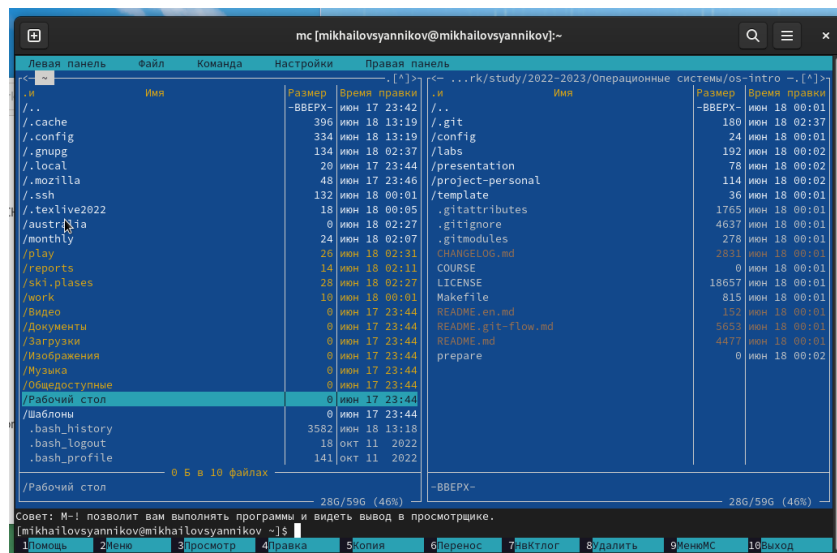 mc [mikhailovsyannikov@mikhailovsyannikov]:~
Левая панель Файл Команда Настройки Правая панель
<— ~ .[^]>
.и Имя Размер Время правки
/.. -ВВЕРХ- июн 17 23:42
/.cache 396 июн 18 13:19
/.config 334 июн 18 13:19
/.gnupg 134 июн 18 02:37
/.local 20 июн 17 23:44
/.mozilla 48 июн 17 23:46
/.ssh 132 июн 18 00:01
/.texlive2022 18 июн 18 00:05
/australia 0 июн 18 02:27
/monthly 24 июн 18 02:07
/play 26 июн 18 02:31
/reports 14 июн 18 02:11
/ski.plases 28 июн 18 02:27
/work 10 июн 18 00:01
/Видео 0 июн 17 23:44
/Документы 0 июн 17 23:44
/Загрузки 0 июн 17 23:44
/Изображения 0 июн 17 23:44
/Музыка 0 июн 17 23:44
/Общедоступные 0 июн 17 23:44
/Рабочий стол 0 июн 17 23:44
/Шаблоны 0 июн 17 23:44
.bash_history 3582 июн 18 13:18
.bash_logout 18 окт 11 2022
.bash_profile 141 окт 11 2022
0 Б в 10 файлах
/Рабочий стол
28G/59G (46%)
<— ...rk/study/2022-2023/Операционные системы/os-intro —.[^]>
.и Имя Размер Время правки
/.. -ВВЕРХ- июн 18 00:01
/.git 180 июн 18 02:37
/config 24 июн 18 00:01
/labs 192 июн 18 00:02
/presentation 78 июн 18 00:02
/project-personal 114 июн 18 00:02
/template 36 июн 18 00:01
.gitattributes 1765 июн 18 00:01
.gitignore 4637 июн 18 00:01
.gitmodules 278 июн 18 00:01
CHANGELOG.md 2831 июн 18 00:01
COURSE 0 июн 18 00:01
LICENSE 18657 июн 18 00:01
Makefile 815 июн 18 00:01
README.en.md 152 июн 18 00:01
README.git-flow.md 5653 июн 18 00:01
README.md 4477 июн 18 00:01
prepare 0 июн 18 00:02
-ВВЕРХ-
28G/59G (46%)
Совет: M-! позволит вам выполнять программы и видеть вывод в просмотрщике.
[mikhailovsyannikov@mikhailovsyannikov ~]$
1Помощь 2Меню 3Просмотр 4Правка 5Копия 6Перенос 7НвКтлог 8Удалить 9МенюMC 10Выход